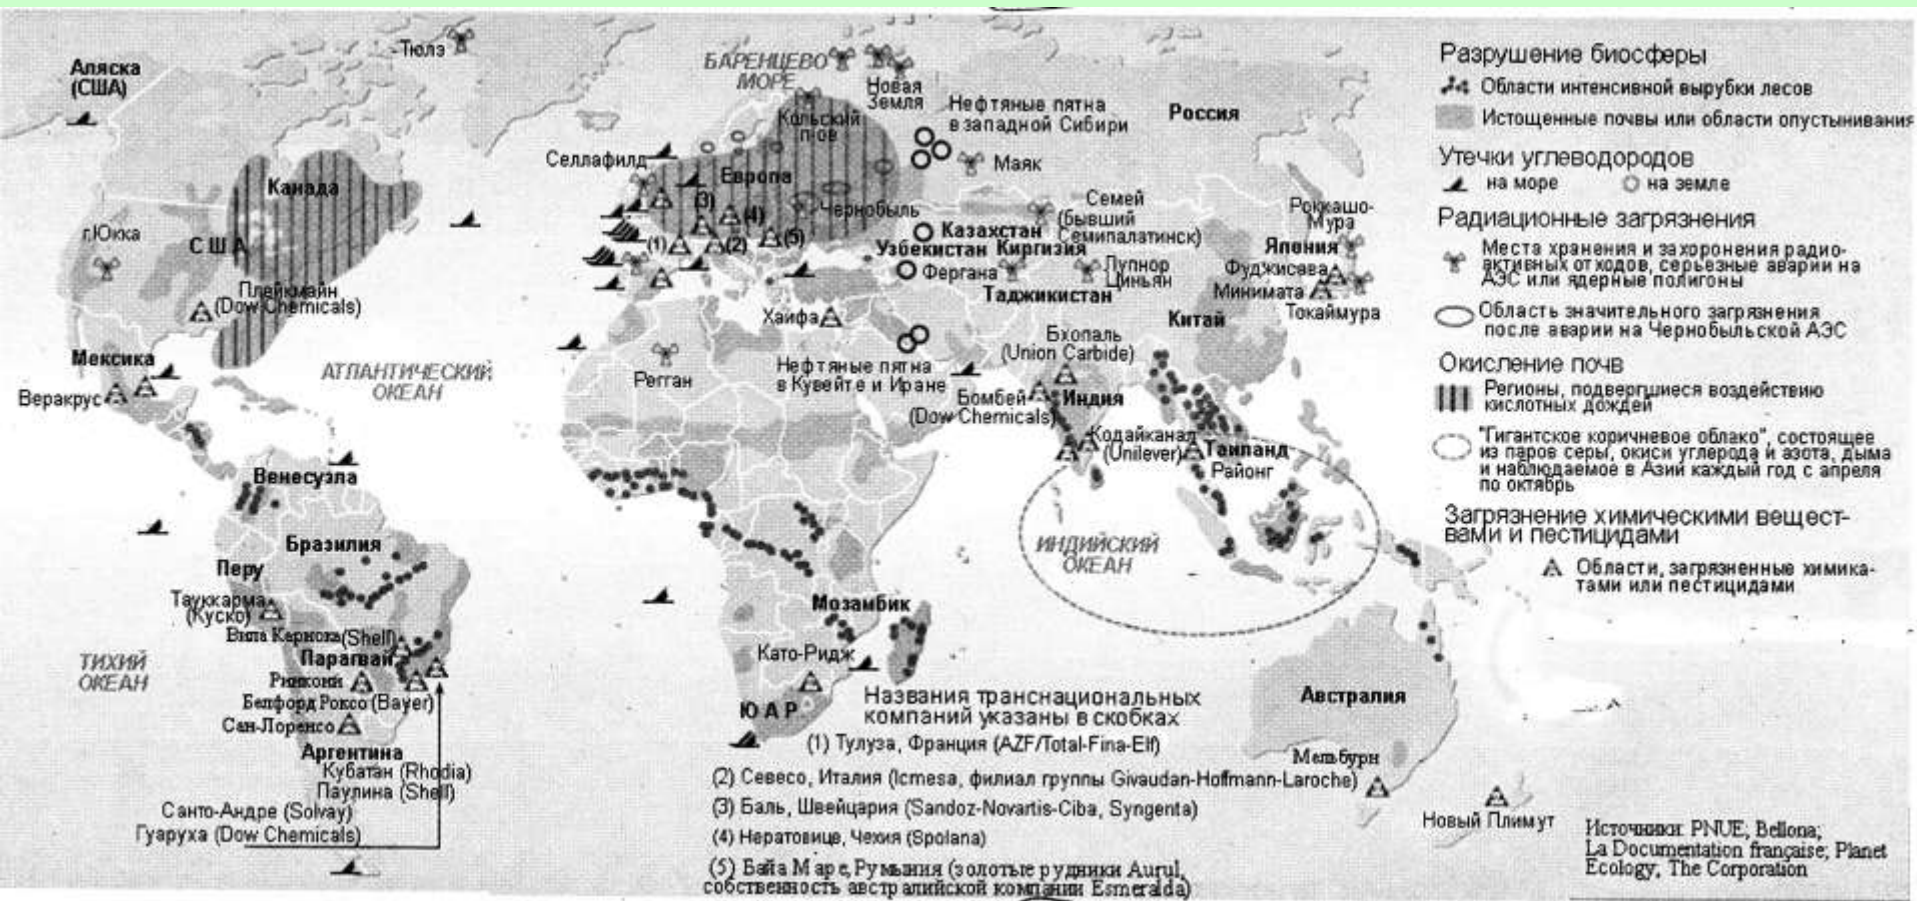 Тюлэ
Аляска
(США)
БАРЕНЦЕВО
МОРЕ
Новая
Земля
Кольский
п-ов
Нефтяные пятна
в западной Сибири
Россия
Селлафилд
Европа
Маяк
Канада
(3)
(4)
Чернобыль
Семей
(бывший
Семипалатинск)
Казахстан
Узбекистан Киргизия
г.Юкка
США
(1)
(2)
(5)
Фергана
Лупнор
Циньян
Таджикистан
Роккашо-
Мура
Япония
Фуджисава
Минимата
Токаймура
Китай
Плейкмайн
(Dow Chemicals)
Хайфа
Мексика
АТЛАНТИЧЕСКИЙ
ОКЕАН
Регган
Нефтяные пятна
в Кувейте и Иране
Бхопаль
(Union Carbide)
Веракрус
Бомбей
(Dow Chemicals)
Индия
Кодайканал
(Unilever)
Таиланд
Районг
Венесуэла
Бразилия
ИНДИЙСКИЙ
ОКЕАН
Перу
Тауккарма
(Куско)
Мозамбик
Вила Кариока(Shell)
Парагвай
Като-Ридж
ТИХИЙ
ОКЕАН
Белфорд Роксо (Bayer)
Сан-Лоренсо
Австралия
ЮАР
Аргентина
Кубатан (Rhodia)
Паулина (Shell)
Санто-Андре (Solvay)
Гуаруха (Dow Chemicals)
Мельбурн
Новый Плимут
Названия транснациональных
компаний указаны в скобках
(1) Тулуза, Франция (AZF/Total-Fina-Elf)
(2) Севесо, Италия (Icmesa, филиал группы Givaudan-Hoffmann-Laroche)
(3) Баль, Швейцария (Sandoz-Novartis-Ciba, Syngenta)
(4) Нератовице, Чехия (Spolana)
(5) Байа Маре, Румыния (золотые рудники Aurul,
собственность австралийской компании Esmeralda)
Разрушение биосферы
Области интенсивной вырубки лесов
Истощенные почвы или области опустынивания
Утечки углеводородов
на море
на земле
Радиационные загрязнения
Места хранения и захоронения радио-
активных отходов, серьезные аварии на
АЭС или ядерные полигоны
Область значительного загрязнения
после аварии на Чернобыльской АЭС
Окисление почв
Регионы, подвергшиеся воздействию
кислотных дождей
"Гигантское коричневое облако", состоящее
из паров серы, окиси углерода и азота, дыма
и наблюдаемое в Азии каждый год с апреля
по октябрь
Загрязнение химическими вещест-
вами и пестицидами
Области, загрязненные химика-
тами или пестицидами
Источники: PNUE; Bellona;
La Documentation française; Planet
Ecology; The Corporation